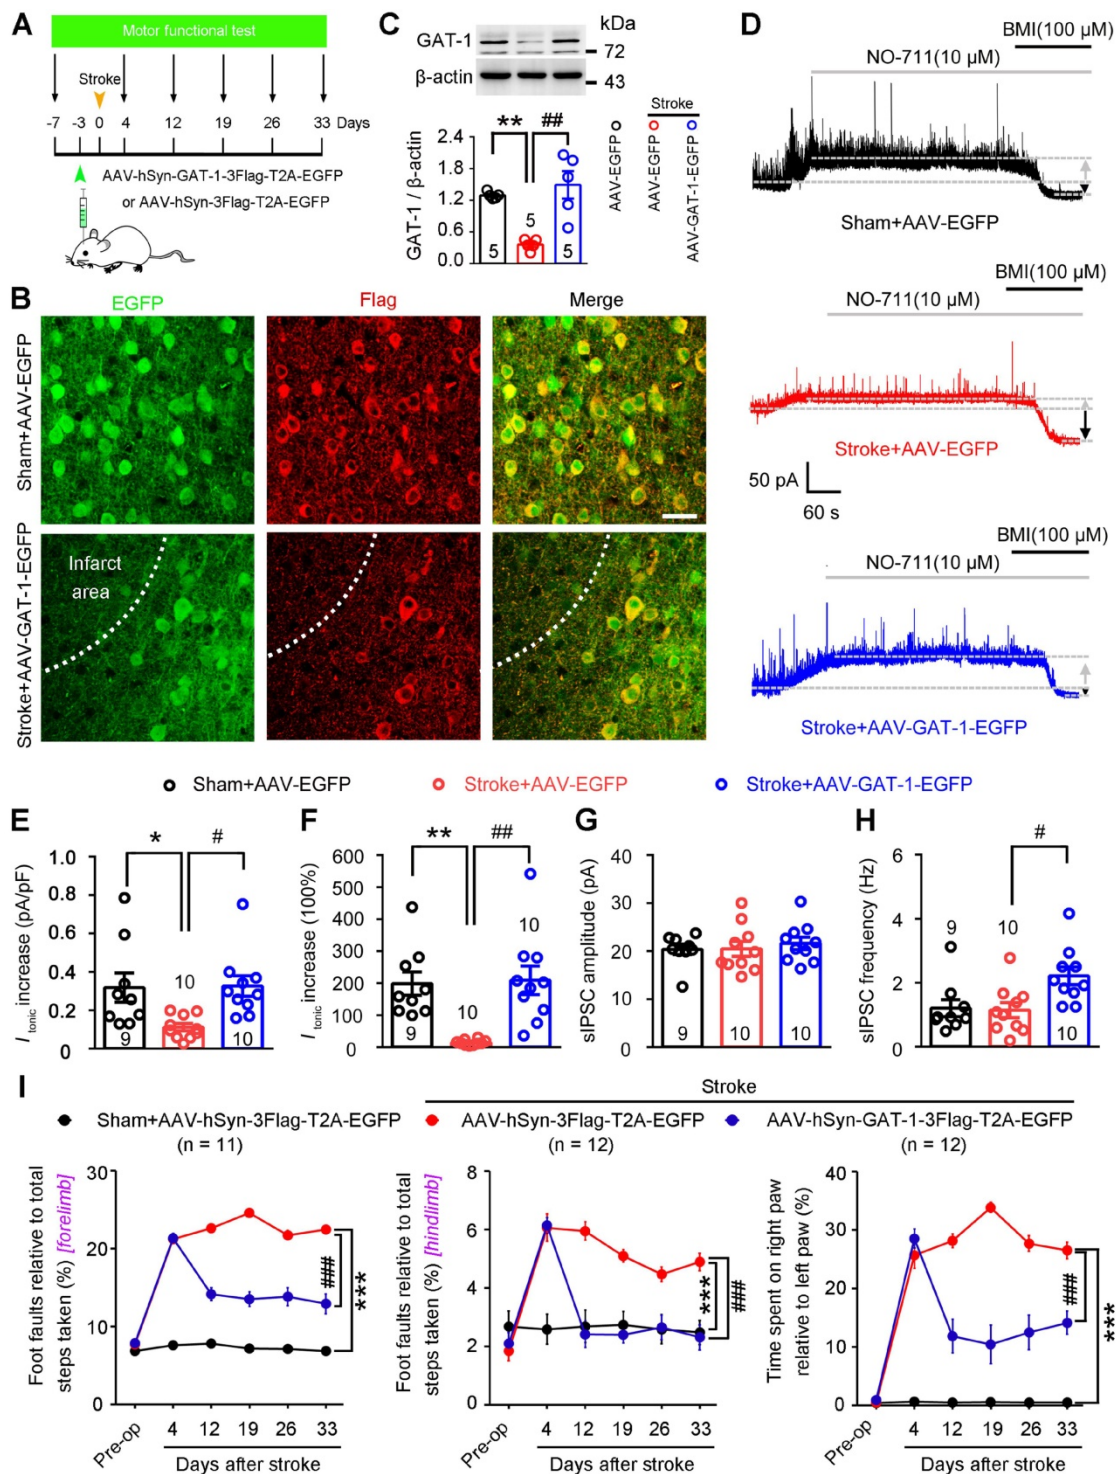 A
Motor functional test
Stroke
-7 -3 0 4 12 19 26 33 Days
AAV-hSyn-GAT-1-3Flag-T2A-EGFP
or AAV-hSyn-3Flag-T2A-EGFP
C
kDa
GAT-1
72
β-actin
43
Stroke
** ##
2.4
1.8
1.2
0.6
0.0
GAT-1 / β-actin
5
5
5
AAV-EGFP
AAV-EGFP
AAV-GAT-1-EGFP
B
EGFP Flag Merge
Sham+AAV-EGFP
Stroke+AAV-GAT-1-EGFP
Infarct
area
D
BMI(100 µM)
NO-711(10 µM)
Sham+AAV-EGFP
BMI(100 µM)
NO-711(10 µM)
Stroke+AAV-EGFP
50 pA
60 s
BMI(100 µM)
NO-711(10 µM)
Stroke+AAV-GAT-1-EGFP
Sham+AAV-EGFP Stroke+AAV-EGFP Stroke+AAV-GAT-1-EGFP
E
* #
1.0
0.8
0.6
0.4
0.2
0
I tonic increase (pA/pF)
9
10
10
F
** ##
600
500
400
300
200
100
0
I tonic increase (100%)
9
10
10
G
40
30
20
10
0
sIPSC amplitude (pA)
9
10
10
H
#
6
4
2
0
sIPSC frequency (Hz)
9
10
10
I
Stroke
Sham+AAV-hSyn-3Flag-T2A-EGFP AAV-hSyn-3Flag-T2A-EGFP AAV-hSyn-GAT-1-3Flag-T2A-EGFP
(n = 11) (n = 12) (n = 12)
Foot faults relative to total
steps taken (%) [forelimb]
30
20
10
0
###
***
Pre-op 4 12 19 26 33
Days after stroke
Foot faults relative to total
steps taken (%) [hindlimb]
8
6
4
2
0
***
###
Pre-op 4 12 19 26 33
Days after stroke
Time spent on right paw
relative to left paw (%)
40
30
20
10
0
###
***
Pre-op 4 12 19 26 33
Days after stroke